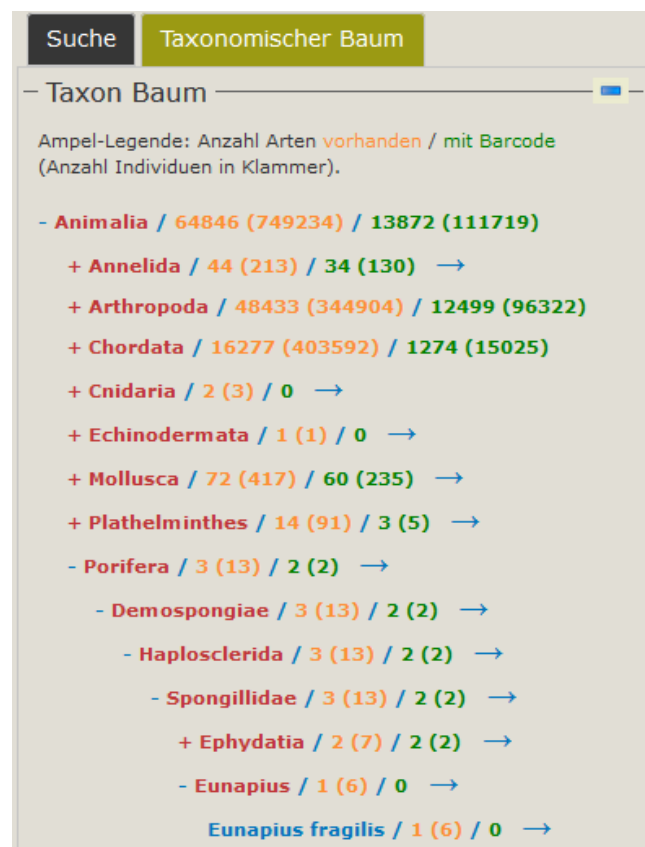 Suche Taxonomischer Baum
Taxon Baum
Ampel-Legende: Anzahl Arten vorhanden / mit Barcode
(Anzahl Individuen in Klammer).
- Animalia / 64846 (749234) / 13872 (111719)
+ Annelida / 44 (213) / 34 (130) →
+ Arthropoda / 48433 (344904) / 12499 (96322)
+ Chordata / 16277 (403592) / 1274 (15025)
+ Cnidaria / 2 (3) / 0 →
+ Echinodermata / 1 (1) / 0 →
+ Mollusca / 72 (417) / 60 (235) →
+ Plathelminthes / 14 (91) / 3 (5) →
- Porifera / 3 (13) / 2 (2) →
- Demospongiae / 3 (13) / 2 (2) →
- Haplosclerida / 3 (13) / 2 (2) →
- Spongillidae / 3 (13) / 2 (2) →
+ Ephydatia / 2 (7) / 2 (2) →
- Eunapius / 1 (6) / 0 →
Eunapius fragilis / 1 (6) / 0 →